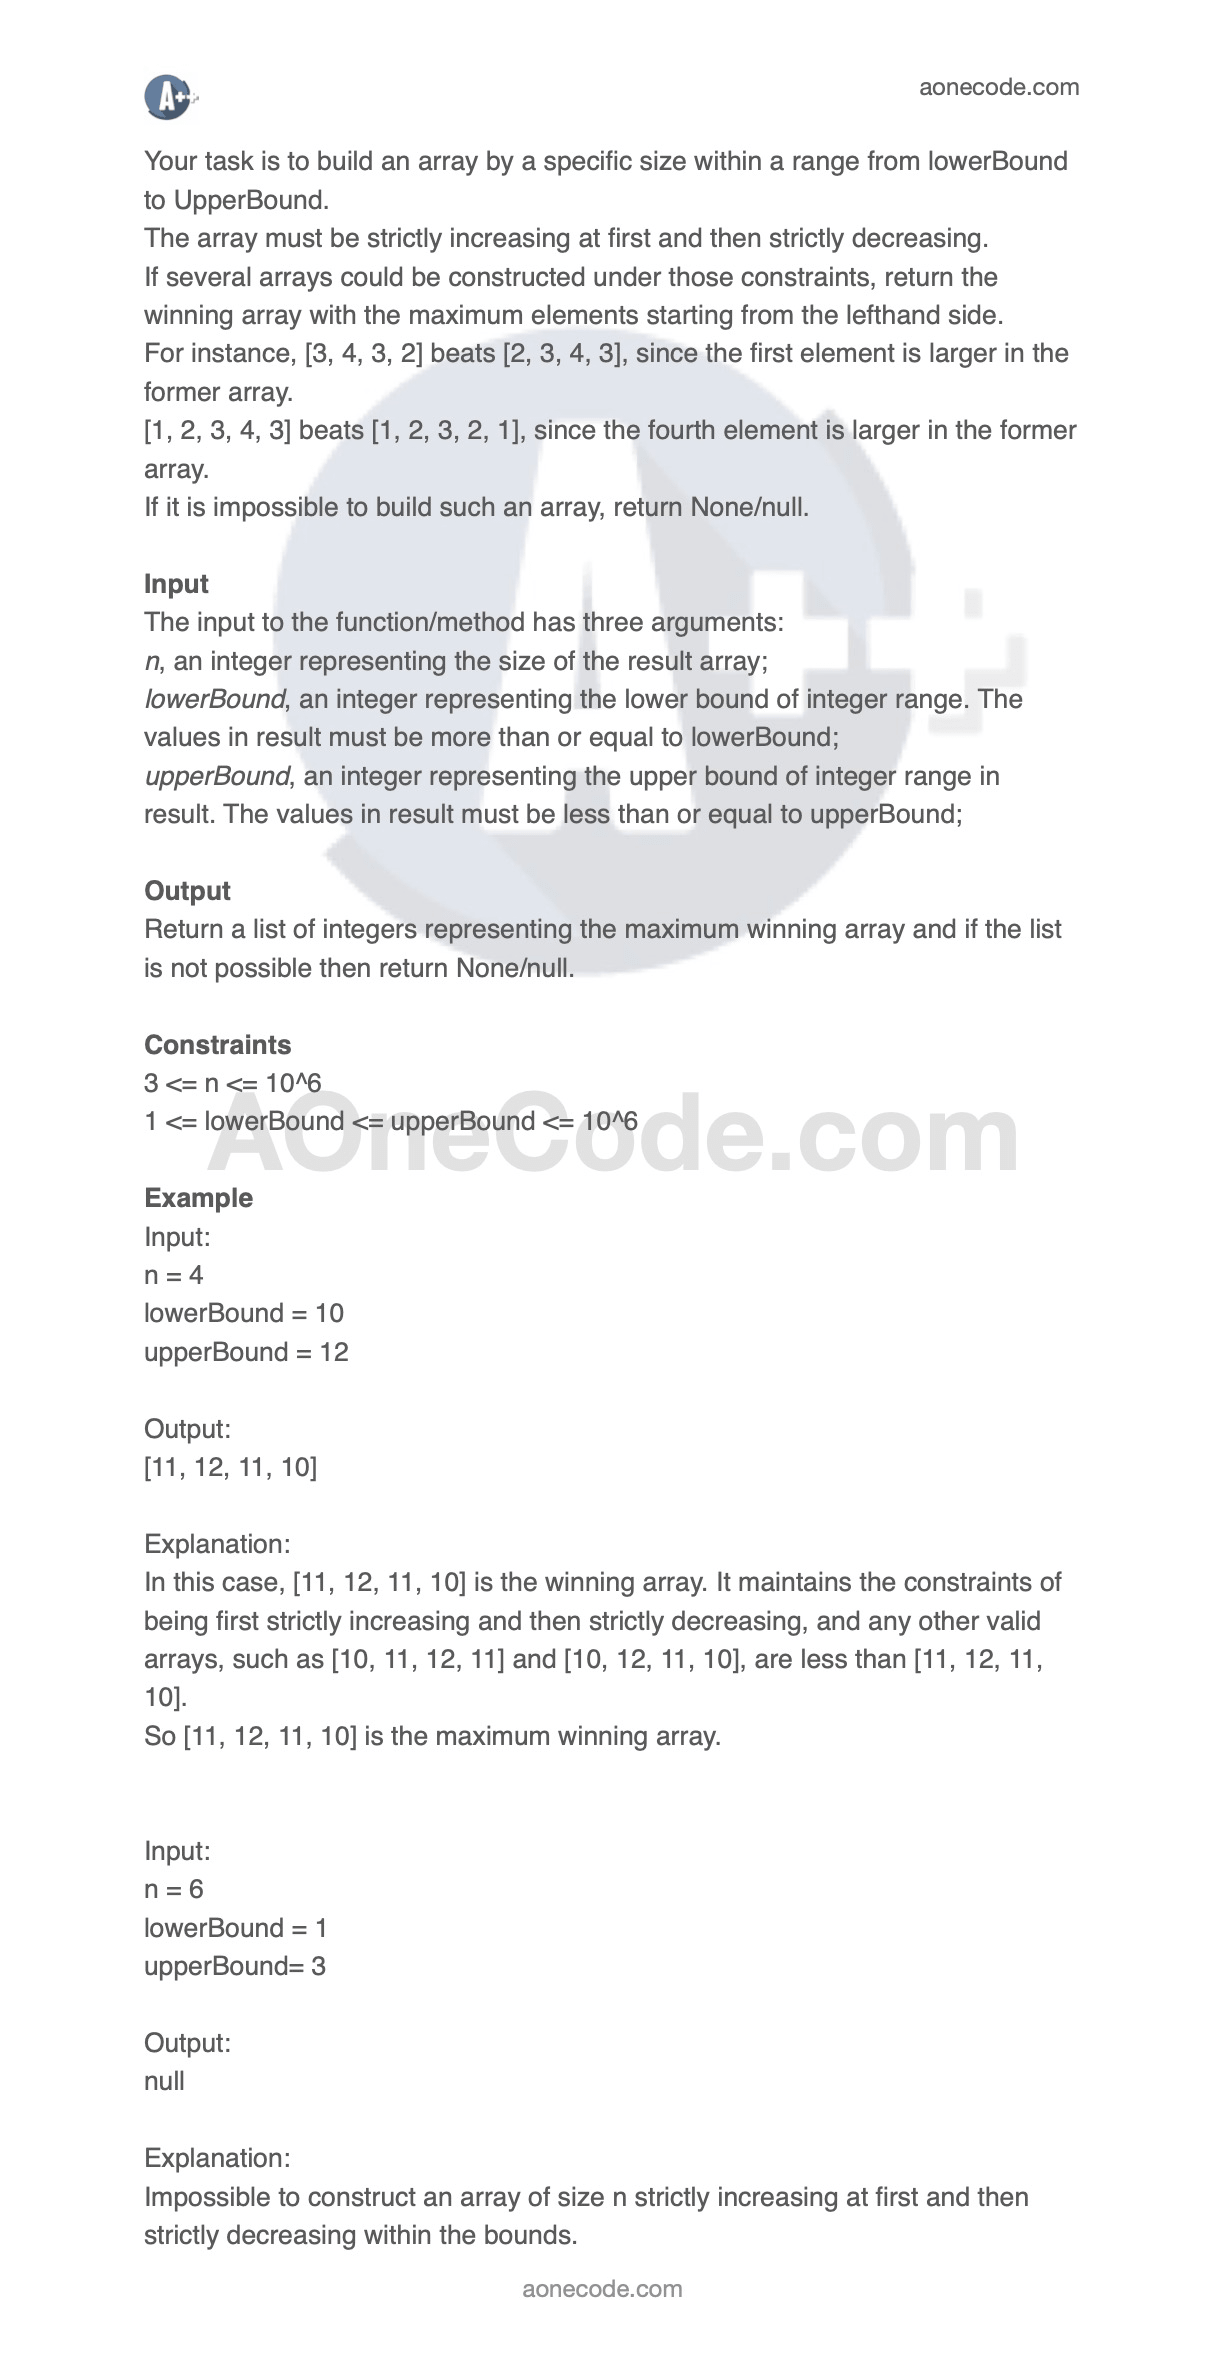 A++
aonecode.com
Your task is to build an array by a specific size within a range from lowerBound
to UpperBound.
The array must be strictly increasing at first and then strictly decreasing.
If several arrays could be constructed under those constraints, return the
winning array with the maximum elements starting from the lefthand side.
For instance, [3, 4, 3, 2] beats [2, 3, 4, 3], since the first element is larger in the
former array.
[1, 2, 3, 4, 3] beats [1, 2, 3, 2, 1], since the fourth element is larger in the former
array.
If it is impossible to build such an array, return None/null.
Input
The input to the function/method has three arguments:
n, an integer representing the size of the result array;
lowerBound, an integer representing the lower bound of integer range. The
values in result must be more than or equal to lowerBound;
upperBound, an integer representing the upper bound of integer range in
result. The values in result must be less than or equal to upperBound;
Output
Return a list of integers representing the maximum winning array and if the list
is not possible then return None/null.
Constraints
3 <= n <= 10^6
1 <= lowerBound <= upperBound <= 10^6
AOneCode.com
Example
Input:
n = 4
lowerBound = 10
upperBound = 12
Output:
[11, 12, 11, 10]
Explanation:
In this case, [11, 12, 11, 10] is the winning array. It maintains the constraints of
being first strictly increasing and then strictly decreasing, and any other valid
arrays, such as [10, 11, 12, 11] and [10, 12, 11, 10], are less than [11, 12, 11,
10].
So [11, 12, 11, 10] is the maximum winning array.
Input:
n = 6
lowerBound = 1
upperBound= 3
Output:
null
Explanation:
Impossible to construct an array of size n strictly increasing at first and then
strictly decreasing within the bounds.
aonecode.com